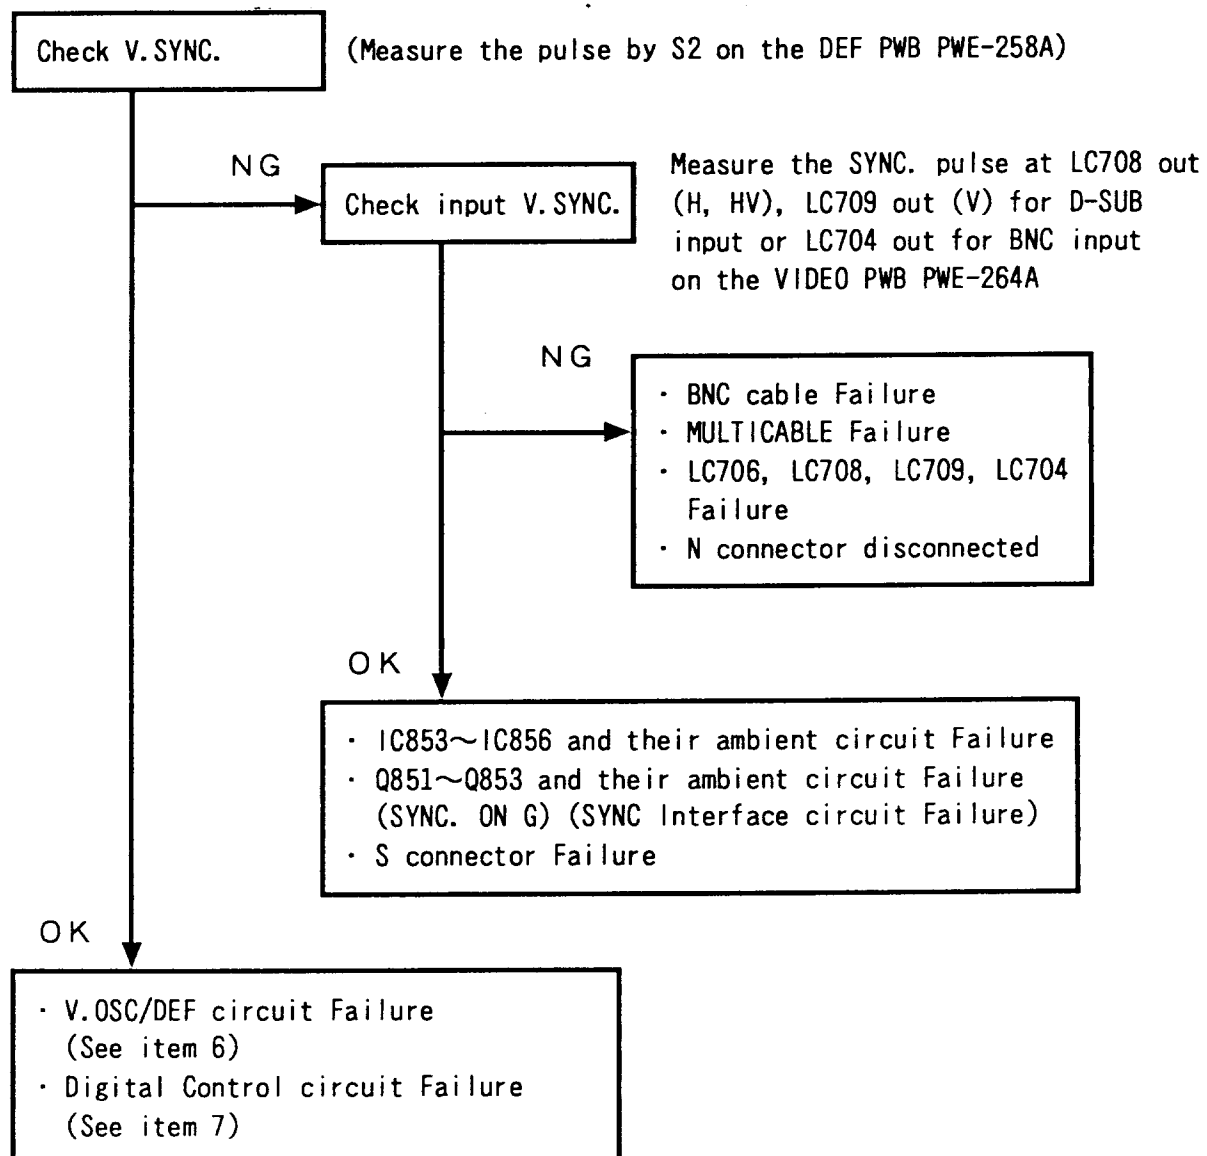 Check V.SYNC.
(Measure the pulse by S2 on the DEF PWB PWE-258A)
NG
Check input V.SYNC.
Measure the SYNC. pulse at LC708 out
(H, HV), LC709 out (V) for D-SUB
input or LC704 out for BNC input
on the VIDEO PWB PWE-264A
NG
· BNC cable Failure
· MULTICABLE Failure
· LC706, LC708, LC709, LC704
Failure
· N connector disconnected
OK
· IC853～IC856 and their ambient circuit Failure
· Q851～Q853 and their ambient circuit Failure
(SYNC. ON G) (SYNC Interface circuit Failure)
· S connector Failure
OK
· V.OSC/DEF circuit Failure
(See item 6)
· Digital Control circuit Failure
(See item 7)